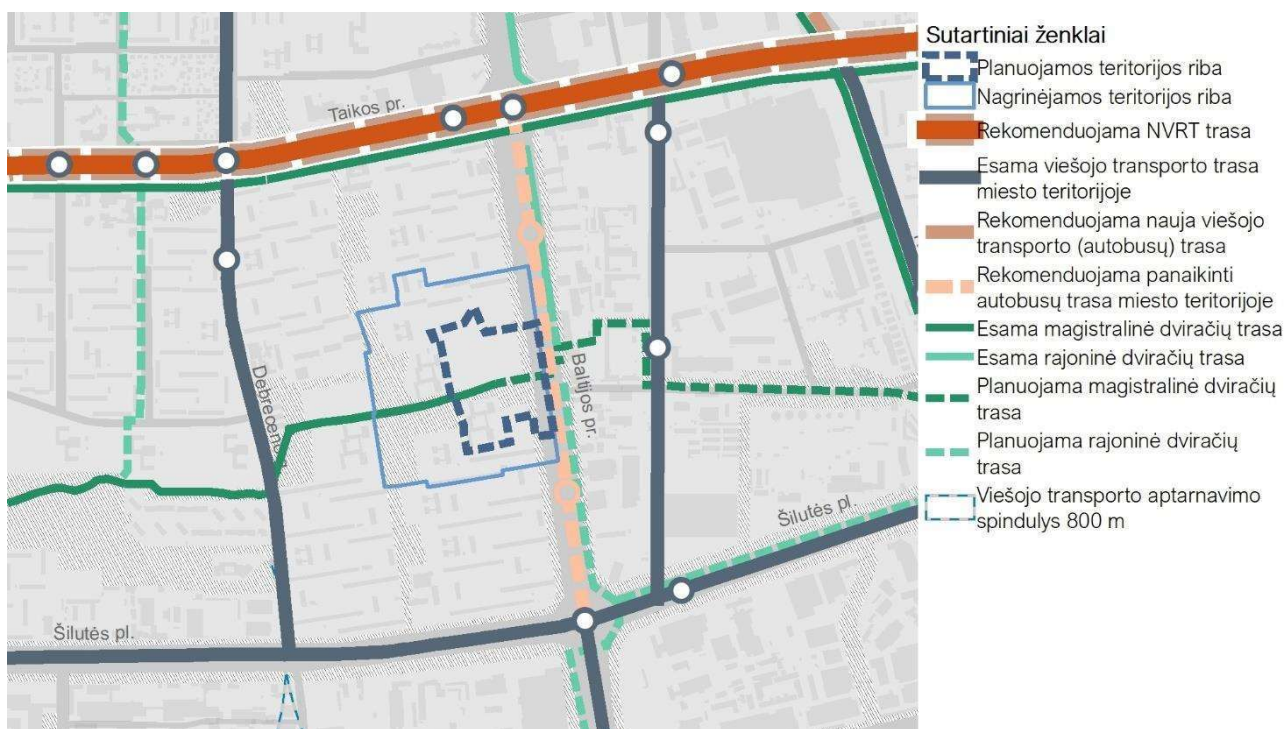 Taikos pr.
Debreceno
Baltijos pr.
Šilutės pl.
Šilutės pl.
Sutartiniai ženklai
Planuojamos teritorijos riba
Nagrinėjamos teritorijos riba
Rekomenduojama NVRT trasa
Esama viešojo transporto trasa
miesto teritorijoje
Rekomenduojama nauja viešojo
transporto (autobusų) trasa
Rekomenduojama panaikinti
autobusų trasa miesto teritorijoje
Esama magistralinė dviračių trasa
Esama rajoninė dviračių trasa
Planuojama magistralinė dviračių
trasa
Planuojama rajoninė dviračių
trasa
Viešojo transporto aptarnavimo
spindulys 800 m